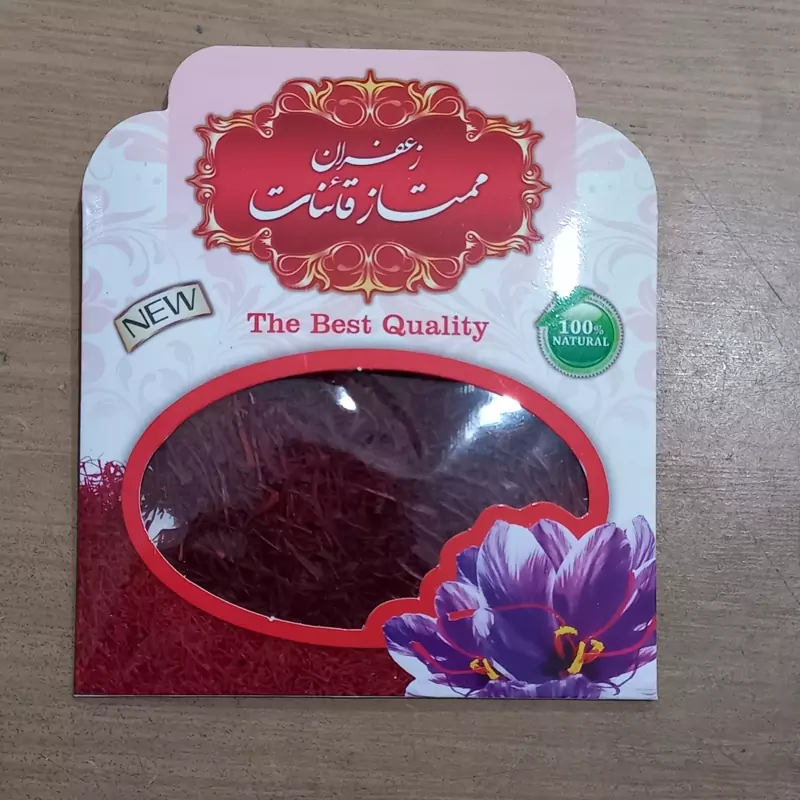 زعفران
ممتاز قائنات
NEW
The Best Quality
100%
NATURAL